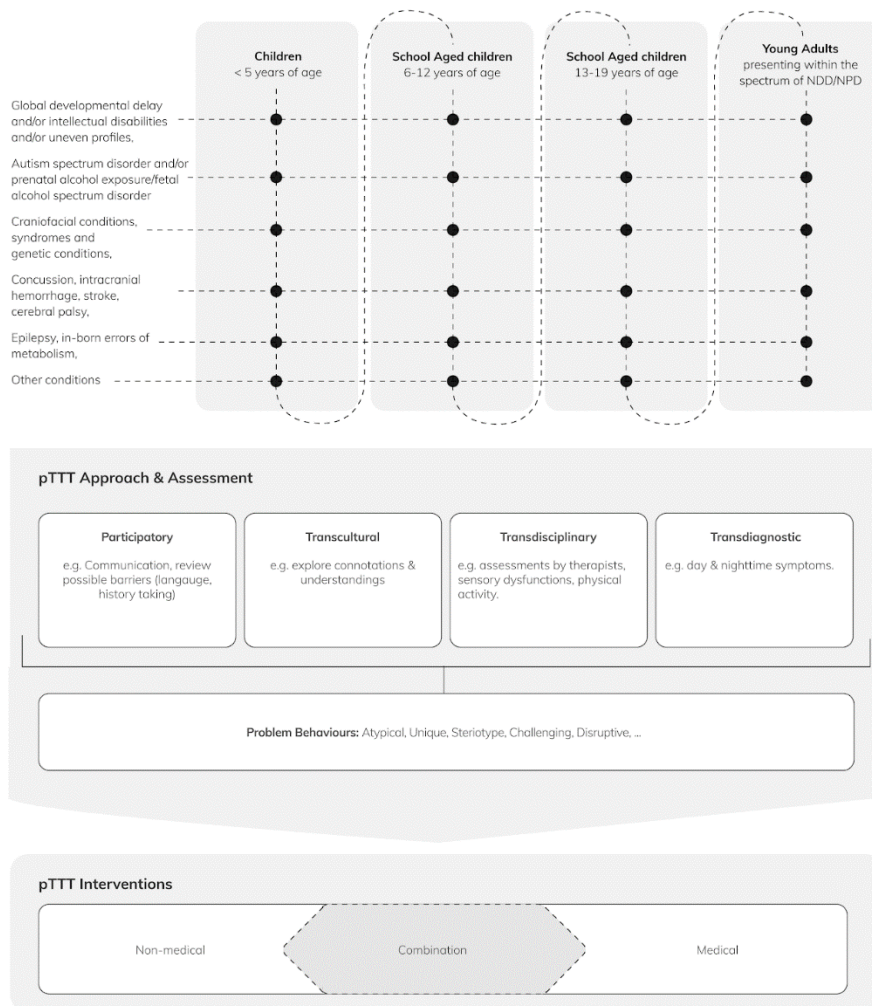 Children
< 5 years of age
School Aged children
6-12 years of age
School Aged children
13-19 years of age
Young Adults
presenting within the
spectrum of NDD/NPD
Global developmental delay
and/or intellectual disabilities
and/or uneven profiles,
Autism spectrum disorder and/or
prenatal alcohol exposure/fetal
alcohol spectrum disorder
Craniofacial conditions,
syndromes and
genetic conditions,
Concussion, intracranial
hemorrhage, stroke,
cerebral palsy,
Epilepsy, in-born errors of
metabolism,
Other conditions
pTTT Approach & Assessment
Participatory
e.g. Communication, review
possible barriers (langauge,
history taking)
Transcultural
e.g. explore connotations &
understandings
Transdisciplinary
e.g. assessments by therapists,
sensory dysfunctions, physical
activity.
Transdiagnostic
e.g. day & nighttime symptoms.
Problem Behaviours: Atypical, Unique, Steriotype, Challenging, Disruptive, ...
pTTT Interventions
Non-medical
Combination
Medical